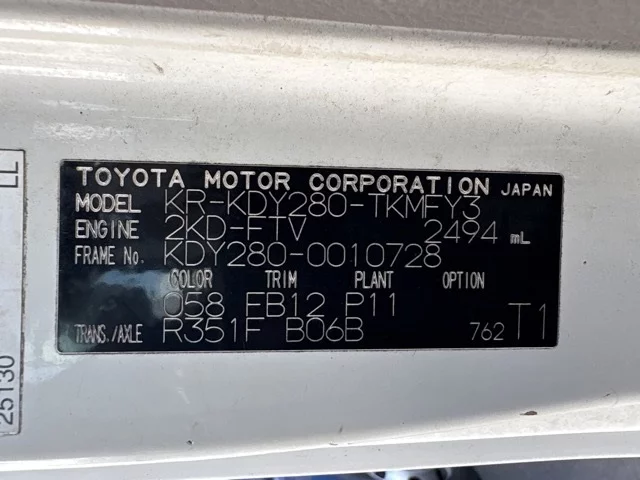 TOYOTA MOTOR CORPORATION JAPAN
MODEL KR-KDY280-TKMFY3
ENGINE 2KD-FTV 2494 mL
FRAME No. KDY280-0010728
COLOR TRIM PLANT OPTION
058 FB12 P11
TRANS./AXLE R351F B06B 762 T1
LL
25130